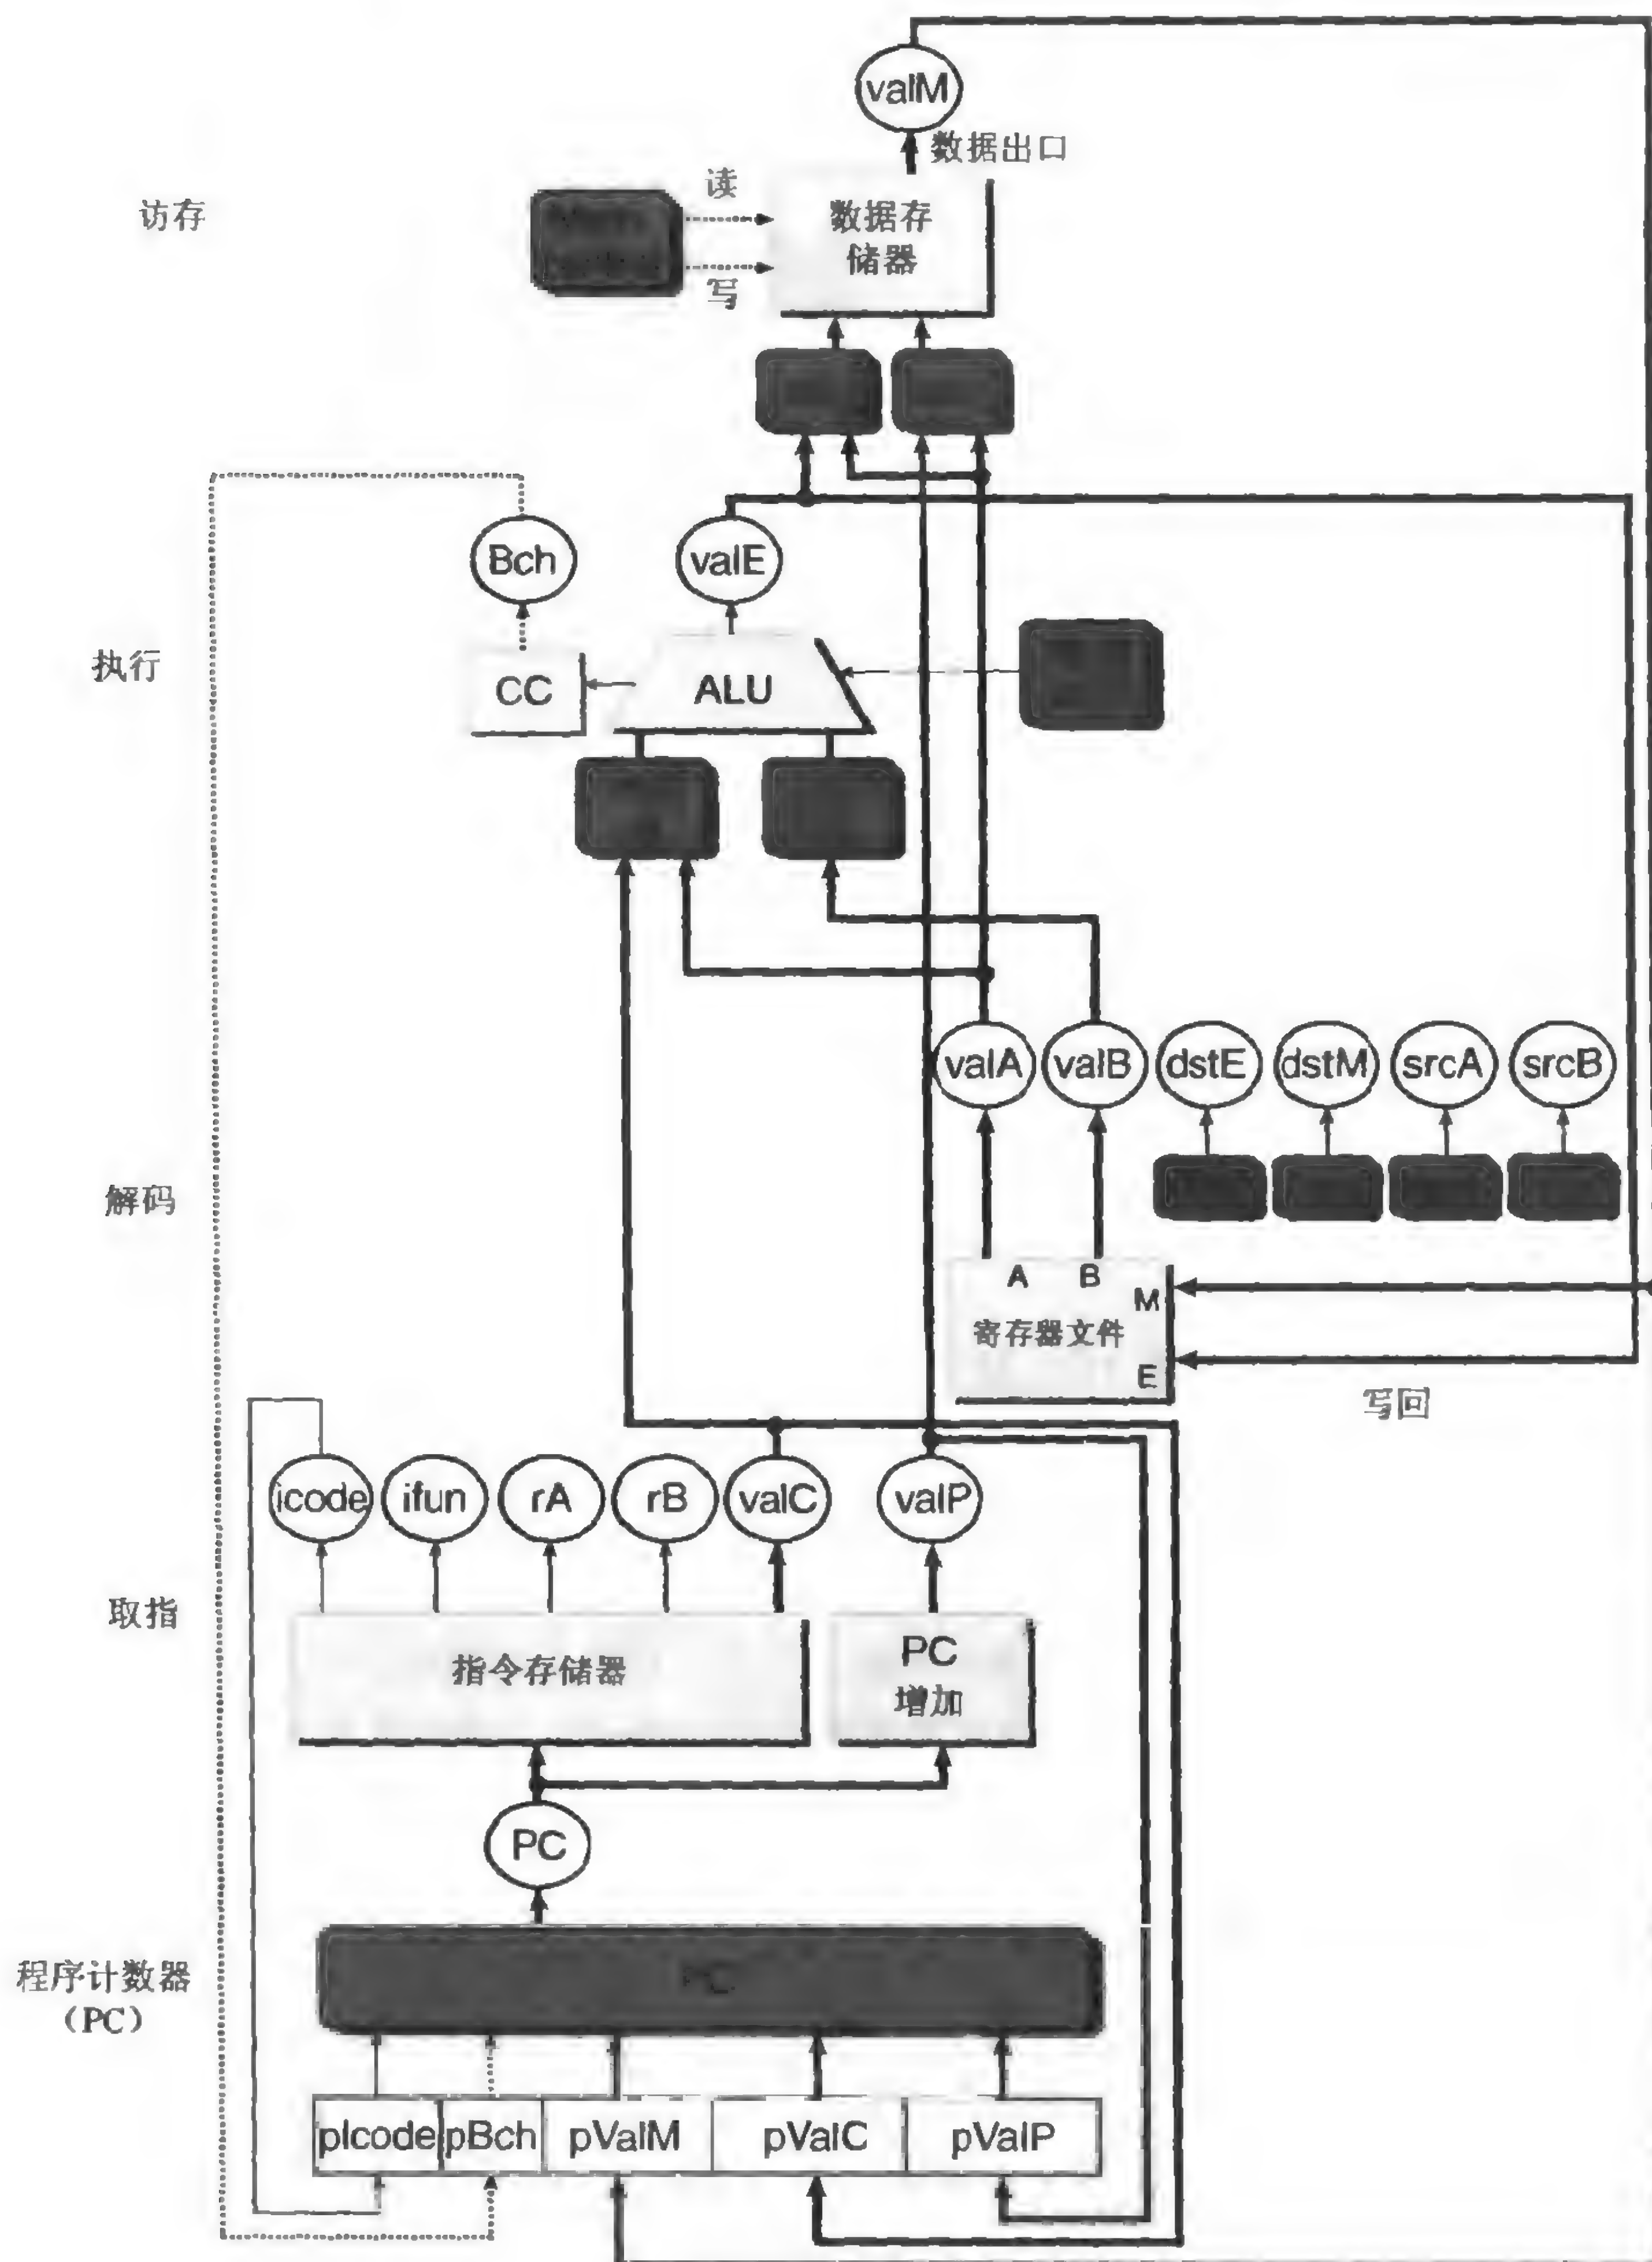 valM
数据出口
访存
读
数据存
储器
写
Bch
valE
执行
CC
ALU
valA
valB
dstE
dstM
srcA
srcB
解码
A
B
M
寄存器文件
E
写回
icode
ifun
rA
rB
valC
valP
取指
指令存储器
PC
增加
PC
程序计数器
(PC)
PC
pIcode
pBch
pValM
pValC
pValP